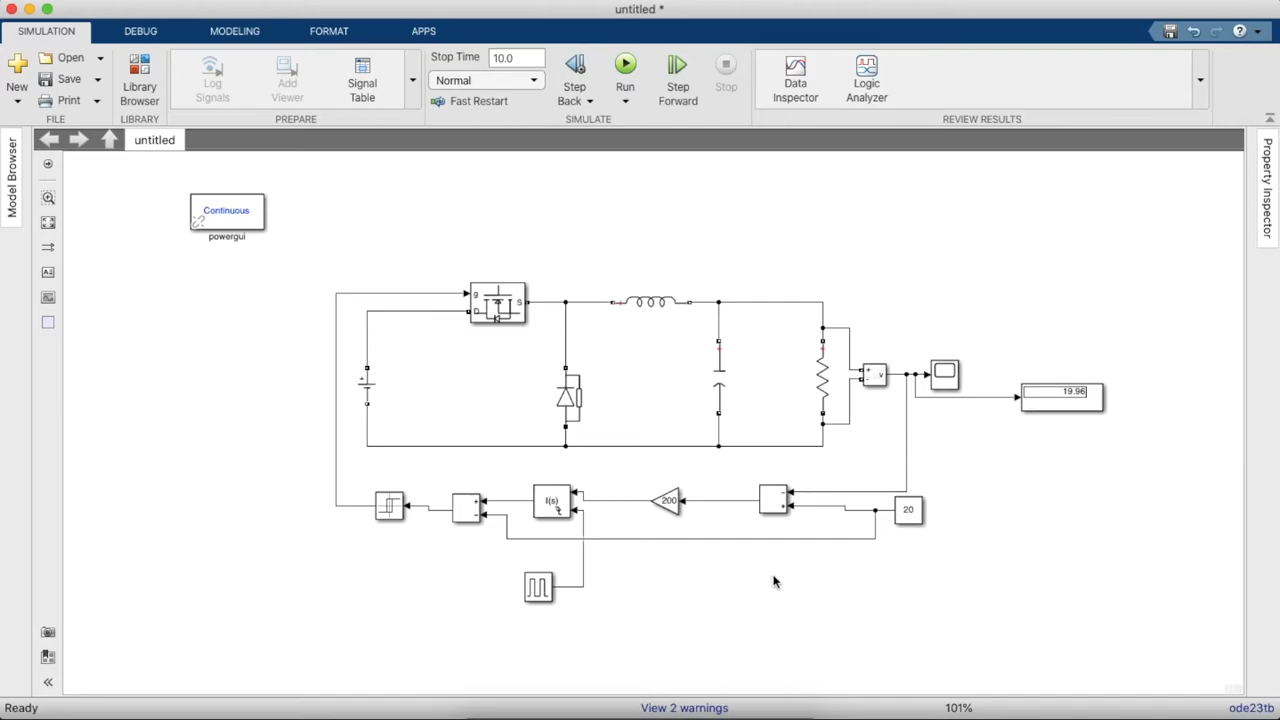 untitled *
SIMULATION DEBUG MODELING FORMAT APPS
New
Open
Save
Print
FILE
Library Browser
LIBRARY
Log Signals
Add Viewer
Signal Table
PREPARE
Stop Time 10.0
Normal
Fast Restart
Step Back
Run
Step Forward
Stop
SIMULATE
Data Inspector
Logic Analyzer
REVIEW RESULTS
Model Browser
untitled
Property Inspector
Continuous
powergui
g
D
S
+
+
-
v
19.96
+
-
I(s)
200
-
+
20
Ready
View 2 warnings
101%
ode23tb